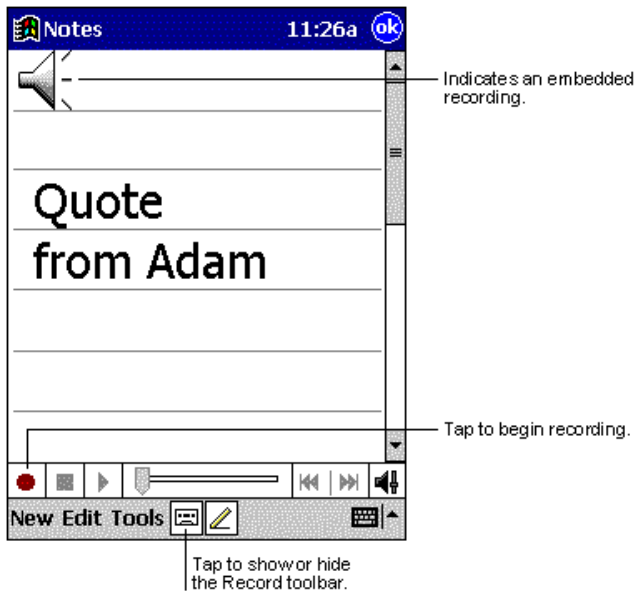 Notes 11:26a ok
Indicates an embedded
recording.
Quote
from Adam
Tap to begin recording.
New Edit Tools
Tap to show or hide
the Record toolbar.